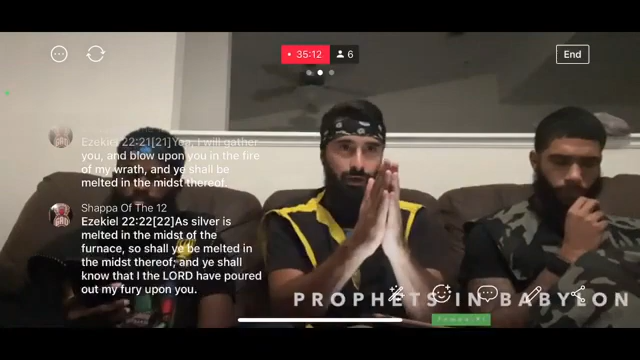 35:12
6
End
Ezekiel 22:21[21]Yea, I will gather
you, and blow upon you in the fire
of my wrath, and ye shall be
melted in the midst thereof.
Shappa Of The 12
Ezekiel 22:22[22]As silver is
melted in the midst of the
furnace, so shall ye be melted in
the midst thereof; and ye shall
know that I the LORD have poured
out my fury upon you.
PROPHETS IN BABYLON